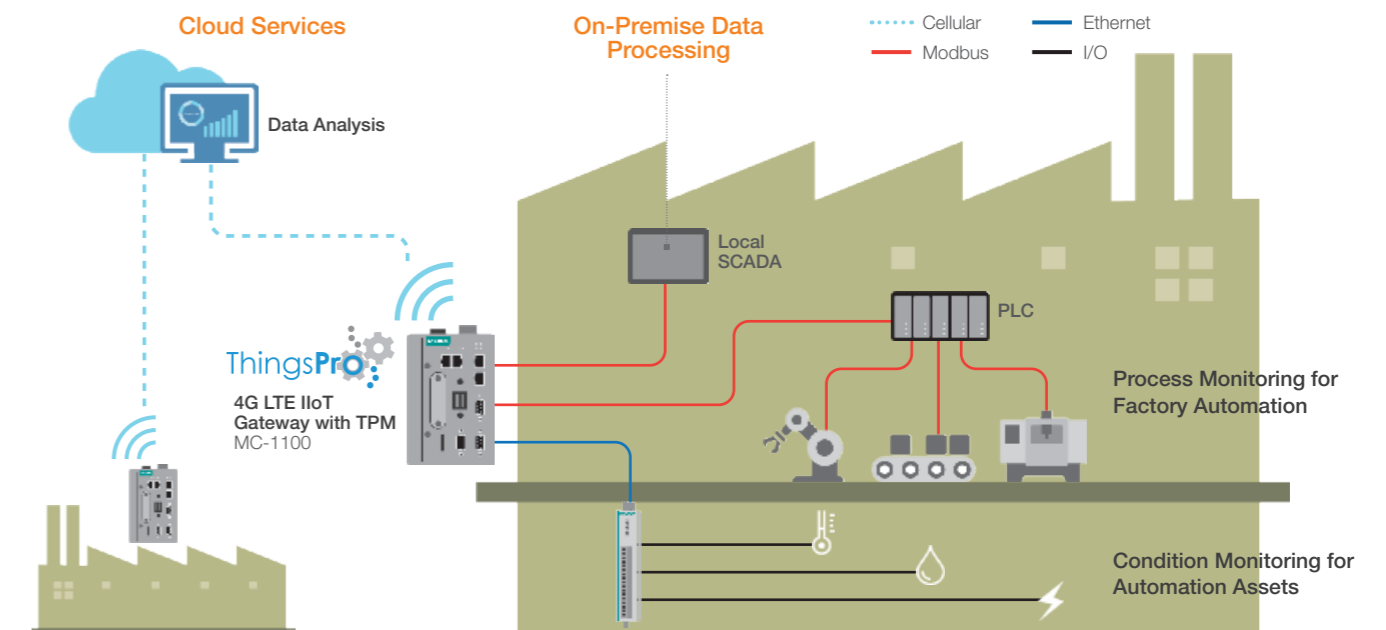 Cloud Services
On-Premise Data
Processing
Cellular
Ethernet
Modbus
I/O
Data Analysis
Local
SCADA
PLC
ThingsPro
4G LTE IIoT
Gateway with TPM
MC-1100
Process Monitoring for
Factory Automation
Condition Monitoring for
Automation Assets